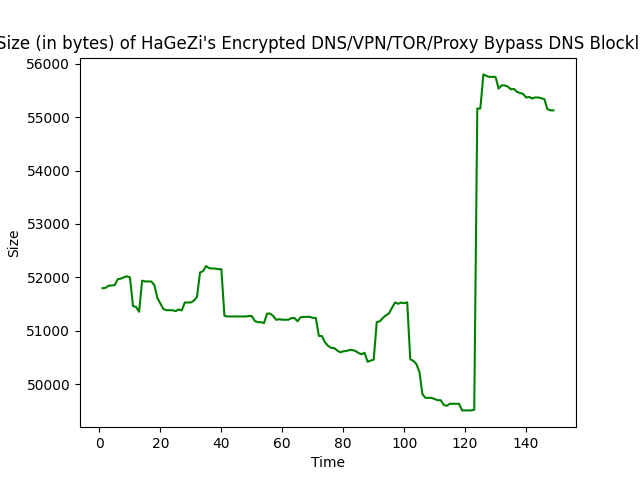 Size (in bytes) of HaGeZi's Encrypted DNS/VPN/TOR/Proxy Bypass DNS Blockl
56000
55000
54000
53000
52000
51000
50000
Size
0 20 40 60 80 100 120 140
Time